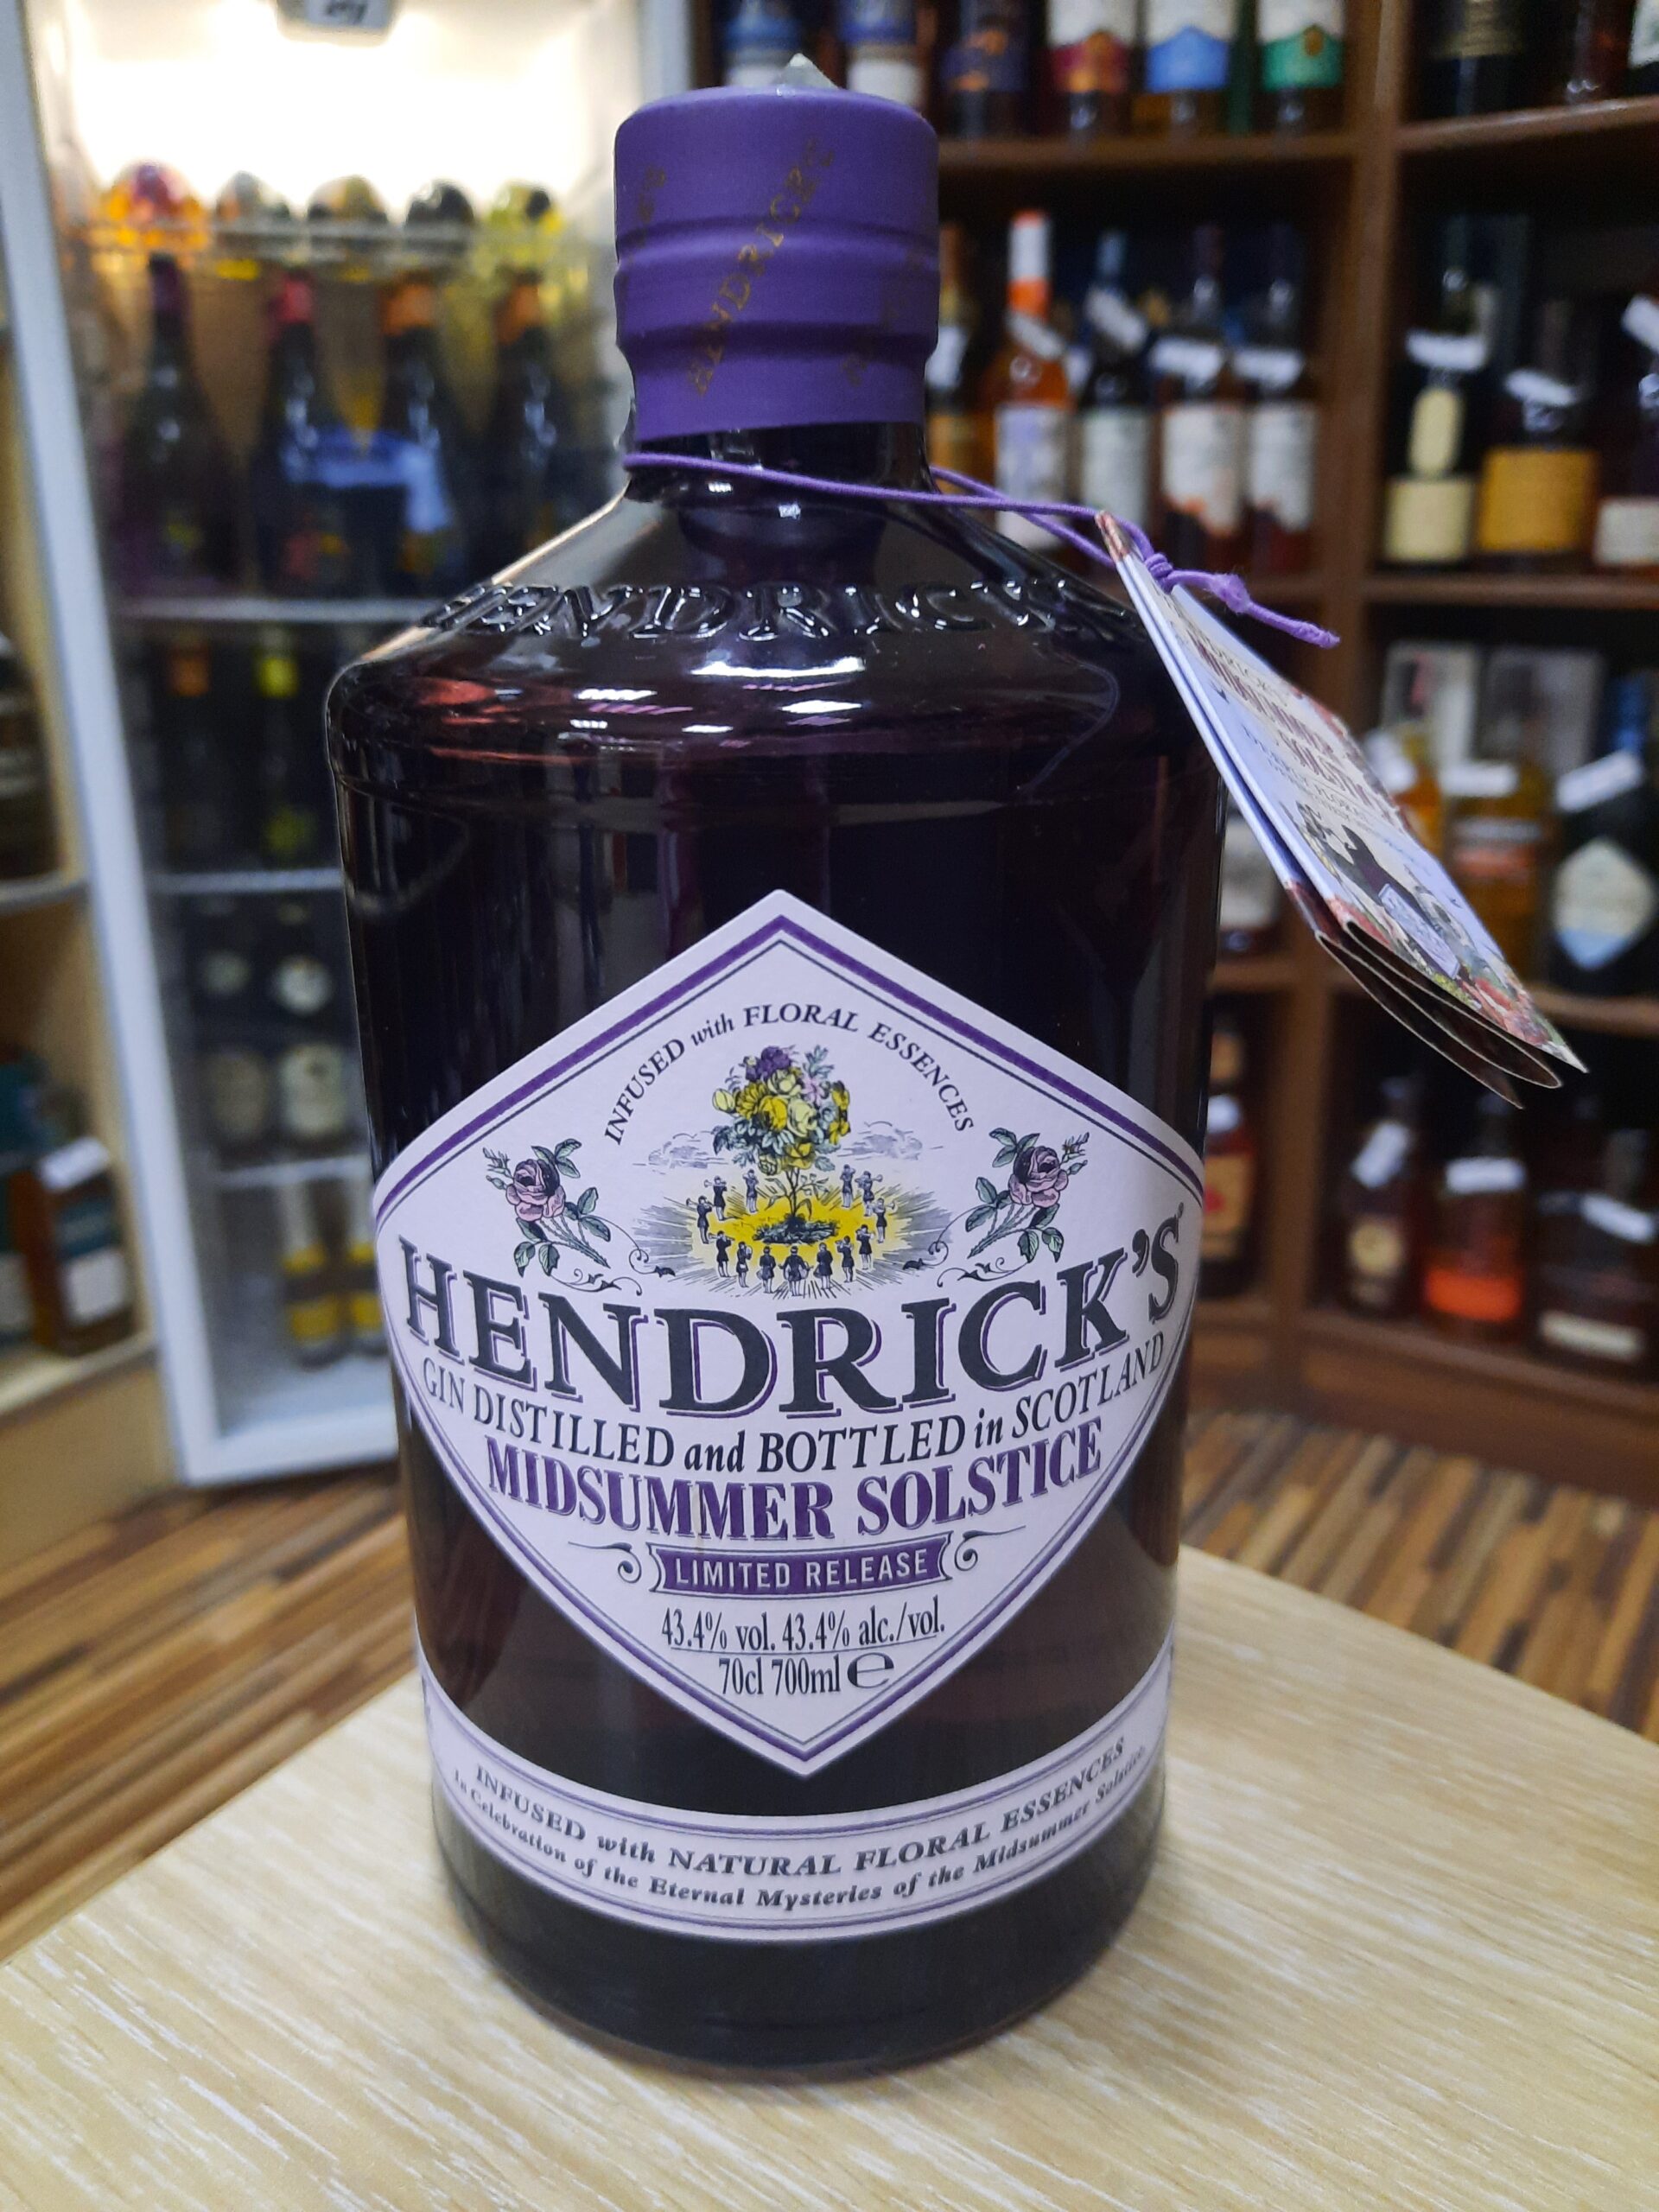 HENDRICK'S
HENDRICK'S
INFUSED with FLORAL ESSENCES
HENDRICK'S
GIN DISTILLED and BOTTLED in SCOTLAND
MIDSUMMER SOLSTICE
LIMITED RELEASE
43.4% vol. 43.4% alc./vol.
70cl 700ml ℮
INFUSED with NATURAL FLORAL ESSENCES
In Celebration of the Eternal Mysteries of the Midsummer Solstice.